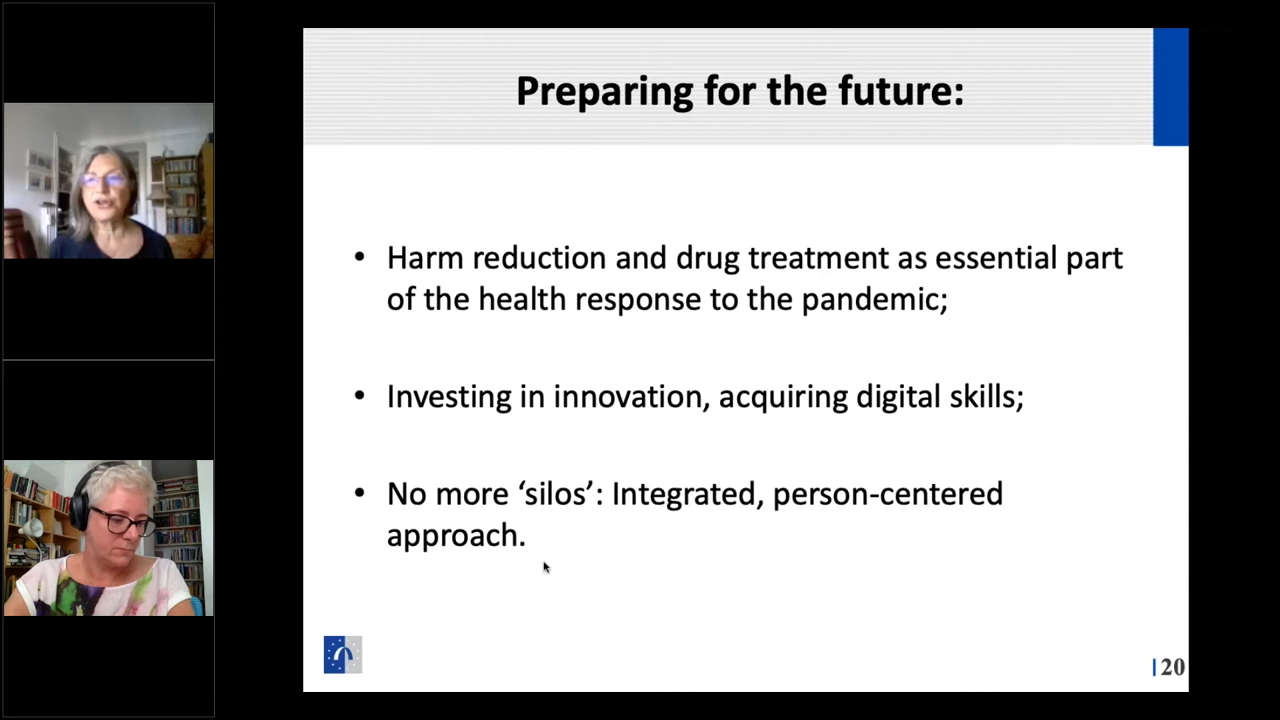 Preparing for the future:
• Harm reduction and drug treatment as essential part
of the health response to the pandemic;
• Investing in innovation, acquiring digital skills;
• No more ‘silos’: Integrated, person-centered
approach.
20